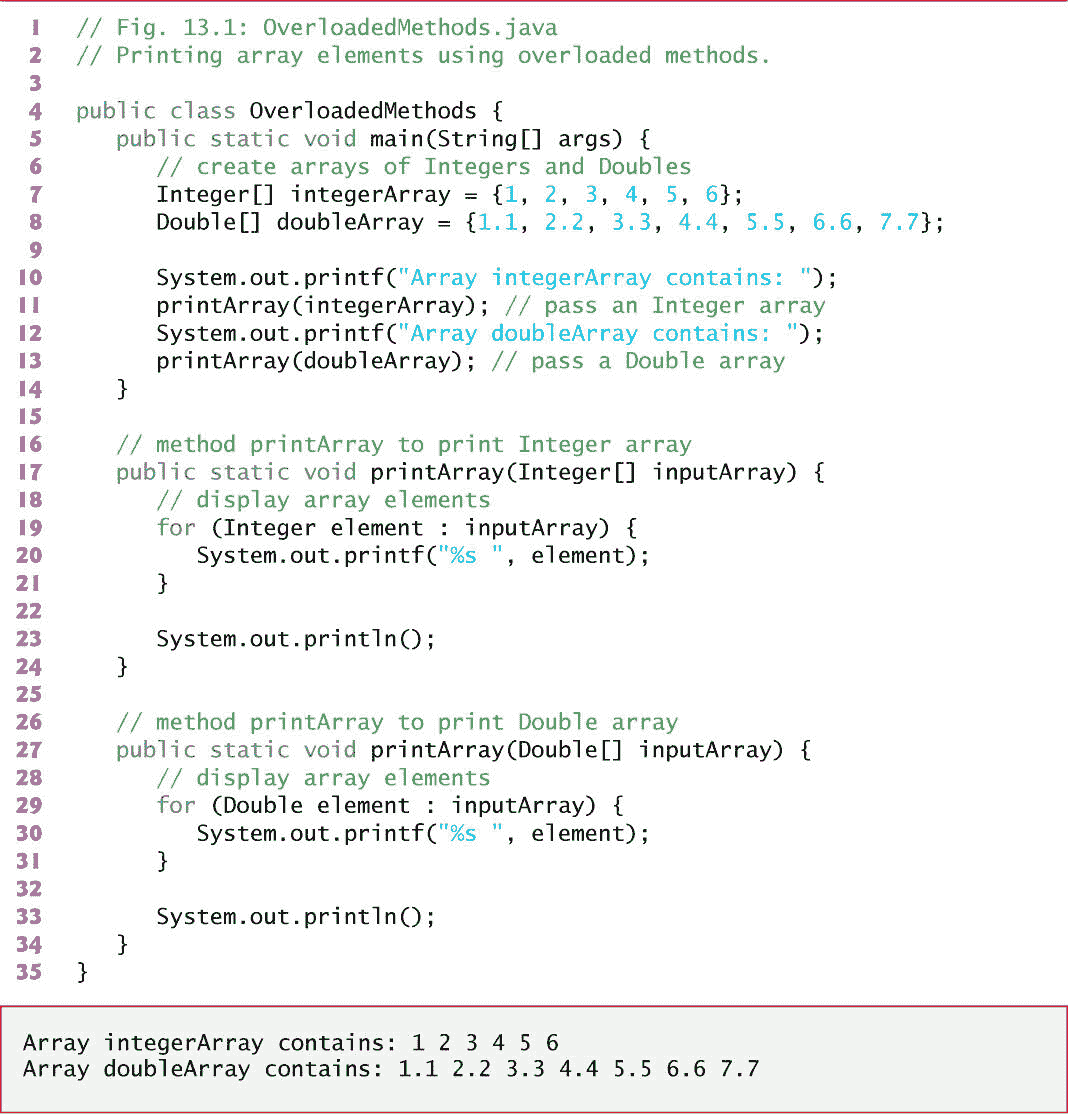 1 // Fig. 13.1: OverloadedMethods.java
2 // Printing array elements using overloaded methods.
3
4 public class OverloadedMethods {
5    public static void main(String[] args) {
6       // create arrays of Integers and Doubles
7       Integer[] integerArray = {1, 2, 3, 4, 5, 6};
8       Double[] doubleArray = {1.1, 2.2, 3.3, 4.4, 5.5, 6.6, 7.7};
9
10       System.out.printf("Array integerArray contains: ");
11       printArray(integerArray); // pass an Integer array
12       System.out.printf("Array doubleArray contains: ");
13       printArray(doubleArray); // pass a Double array
14    }
15
16    // method printArray to print Integer array
17    public static void printArray(Integer[] inputArray) {
18       // display array elements
19       for (Integer element : inputArray) {
20          System.out.printf("%s ", element);
21       }
22
23       System.out.println();
24    }
25
26    // method printArray to print Double array
27    public static void printArray(Double[] inputArray) {
28       // display array elements
29       for (Double element : inputArray) {
30          System.out.printf("%s ", element);
31       }
32
33       System.out.println();
34    }
35 }
Array integerArray contains: 1 2 3 4 5 6
Array doubleArray contains: 1.1 2.2 3.3 4.4 5.5 6.6 7.7